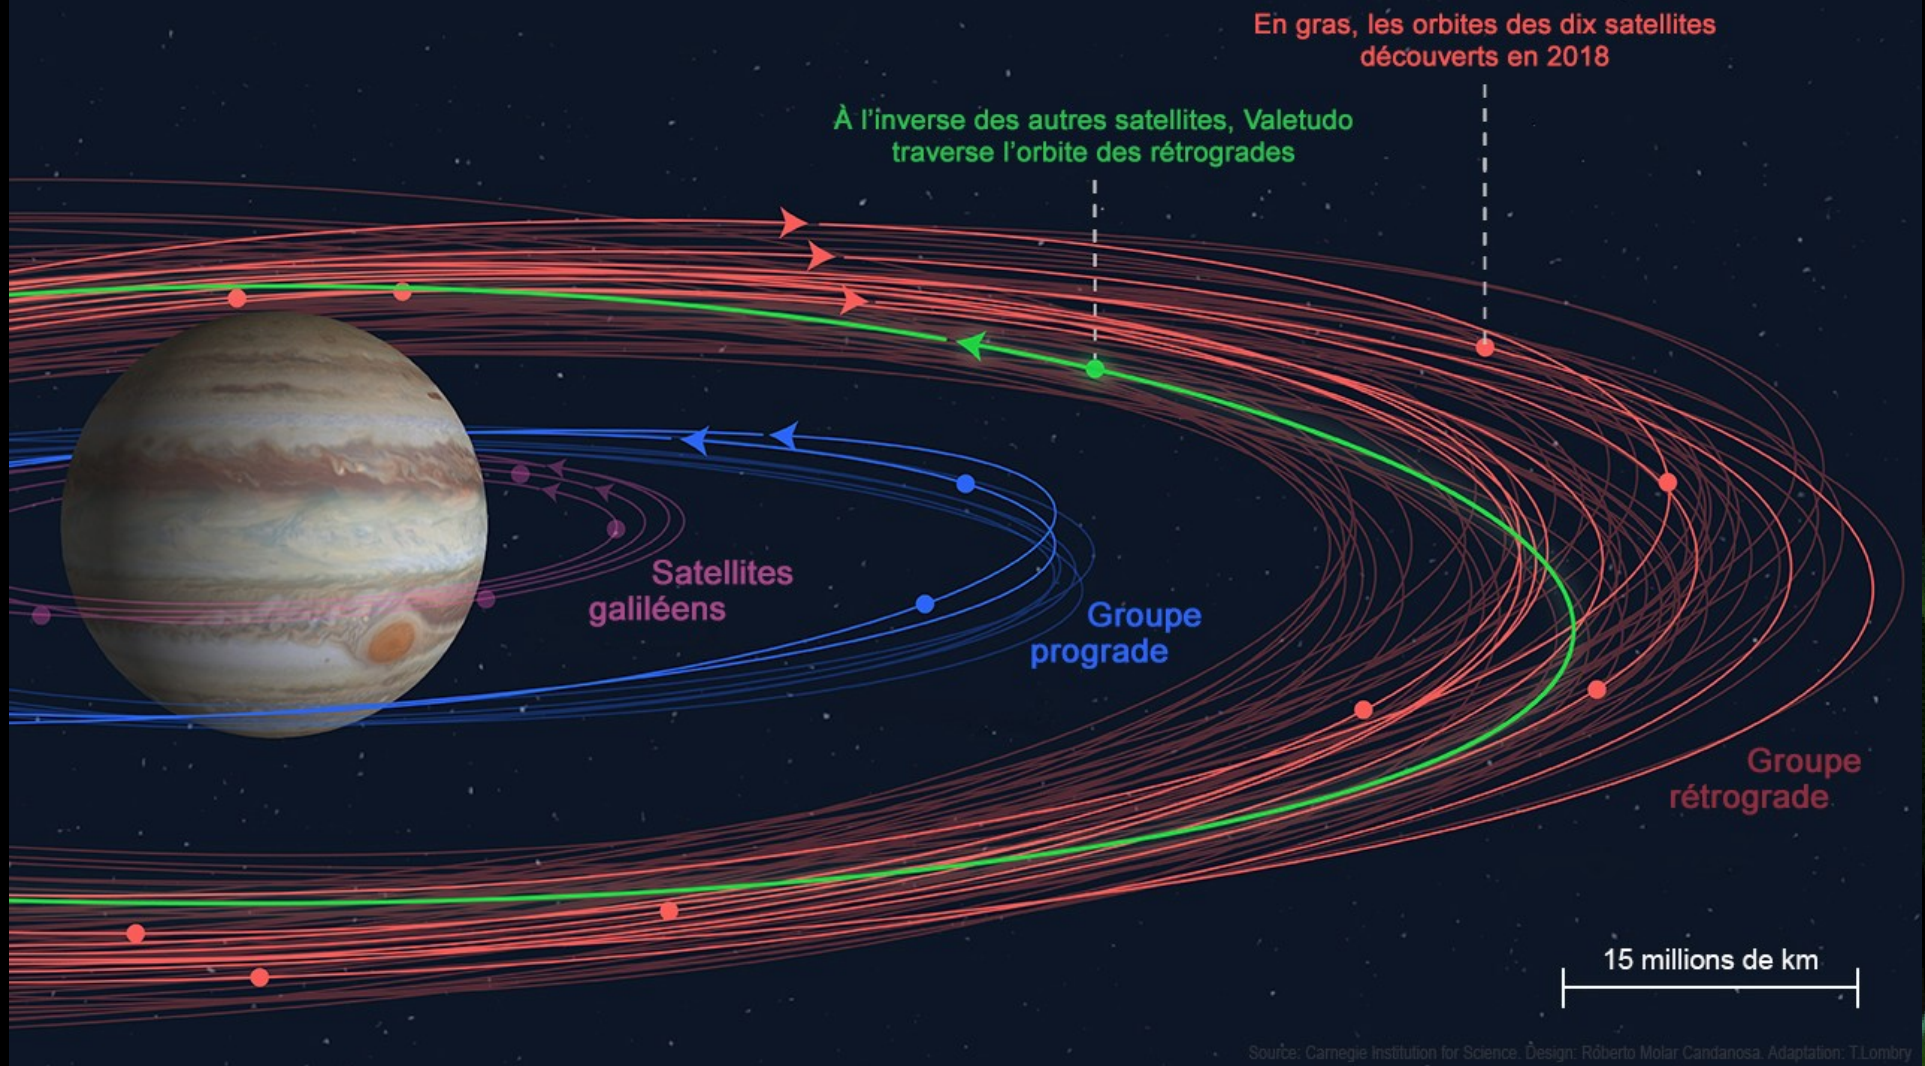 En gras, les orbites des dix satellites
découverts en 2018
À l'inverse des autres satellites, Valetudo
traverse l'orbite des rétrogrades
Satellites
galiléens
Groupe
prograde
Groupe
rétrograde
15 millions de km
Source: Carnegie Institution for Science. Design: Róberto Molar Candanosa. Adaptation: T.Lombry